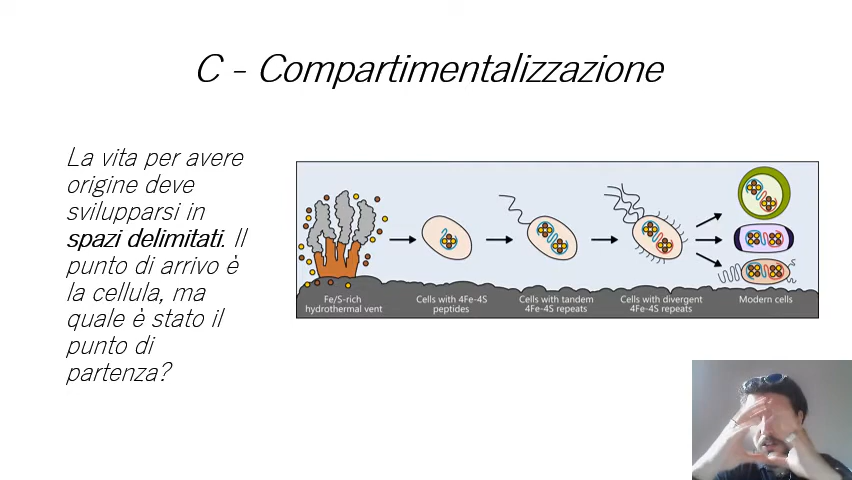 C - Compartimentalizzazione
La vita per avere
origine deve
svilupparsi in
spazi delimitati. Il
punto di arrivo è
la cellula, ma
quale è stato il
punto di
partenza?
Fe/S-rich
hydrothermal vent
Cells with 4Fe-4S
peptides
Cells with tandem
4Fe-4S repeats
Cells with divergent
4Fe-4S repeats
Modern cells